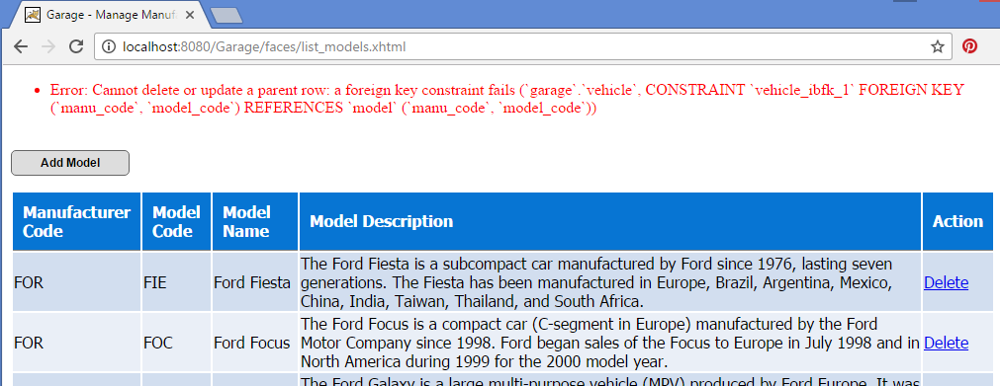 Garage - Manage Manuf
localhost:8080/Garage/faces/list_models.xhtml
Error: Cannot delete or update a parent row: a foreign key constraint fails (`garage`.`vehicle`, CONSTRAINT `vehicle_ibfk_1` FOREIGN KEY
(`manu_code`, `model_code`) REFERENCES `model` (`manu_code`, `model_code`))
Add Model
Manufacturer Code Model Code Model Name Model Description Action
FOR FIE Ford Fiesta The Ford Fiesta is a subcompact car manufactured by Ford since 1976, lasting seven
generations. The Fiesta has been manufactured in Europe, Brazil, Argentina, Mexico,
China, India, Taiwan, Thailand, and South Africa. Delete
FOR FOC Ford Focus The Ford Focus is a compact car (C-segment in Europe) manufactured by the Ford
Motor Company since 1998. Ford began sales of the Focus to Europe in July 1998 and in
North America during 1999 for the 2000 model year. Delete
The Ford Galaxy is a large multi-purpose vehicle (MPV) produced by Ford Europe. It was